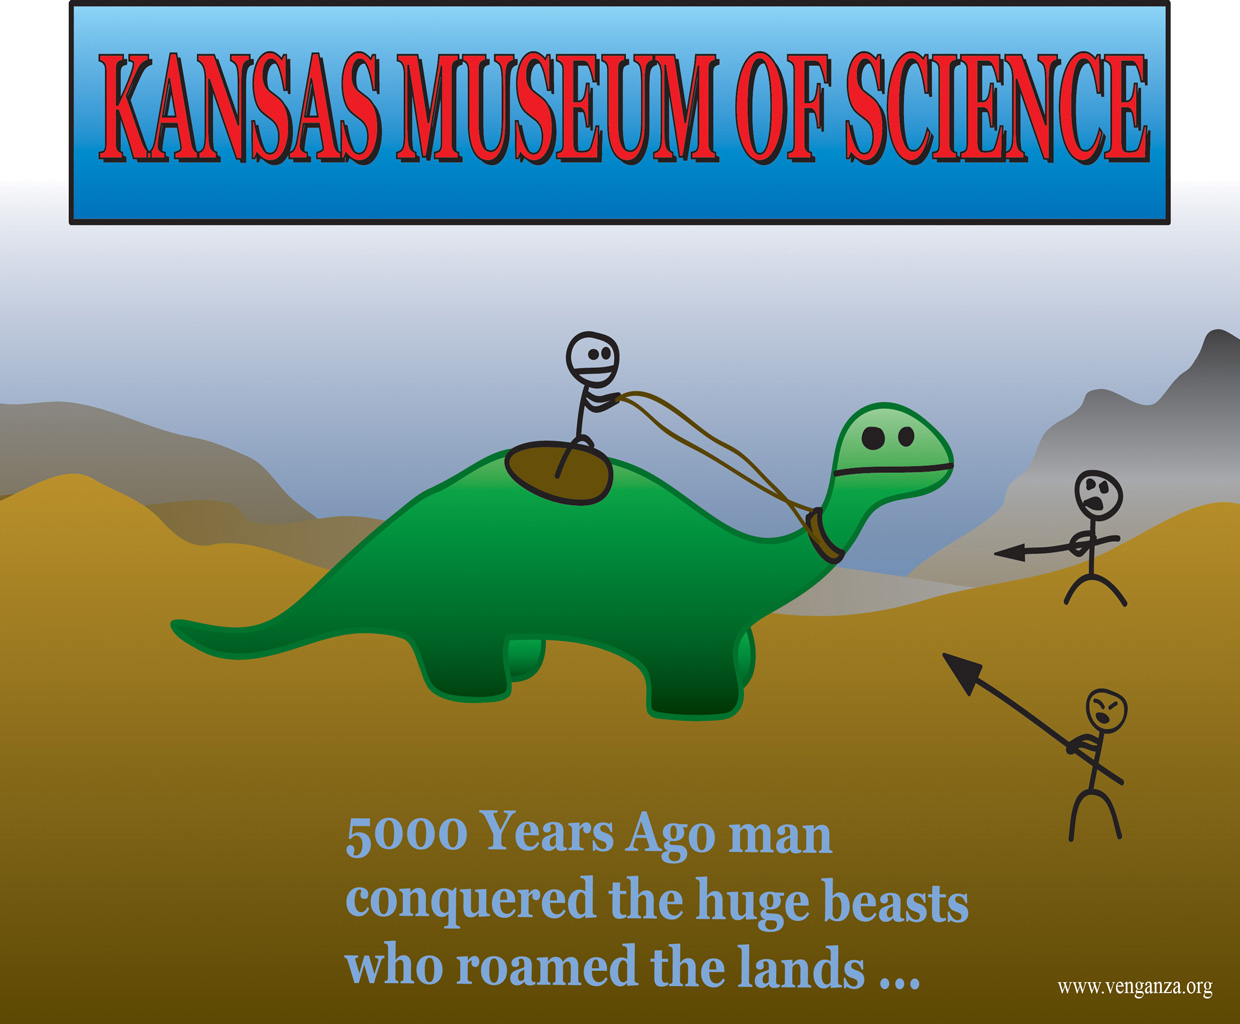 KANSAS MUSEUM OF SCIENCE
5000 Years Ago man
conquered the huge beasts
who roamed the lands ...
www.venganza.org